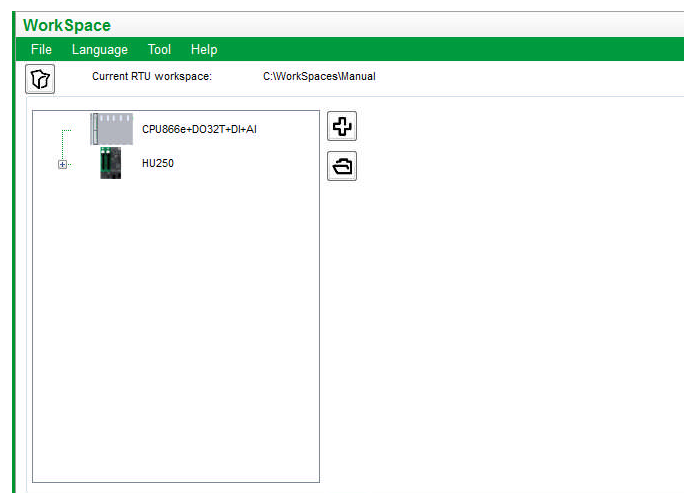 WorkSpace
File Language Tool Help
Current RTU workspace: C:\WorkSpaces\Manual
CPU866e+DO32T+DI+AI
HU250